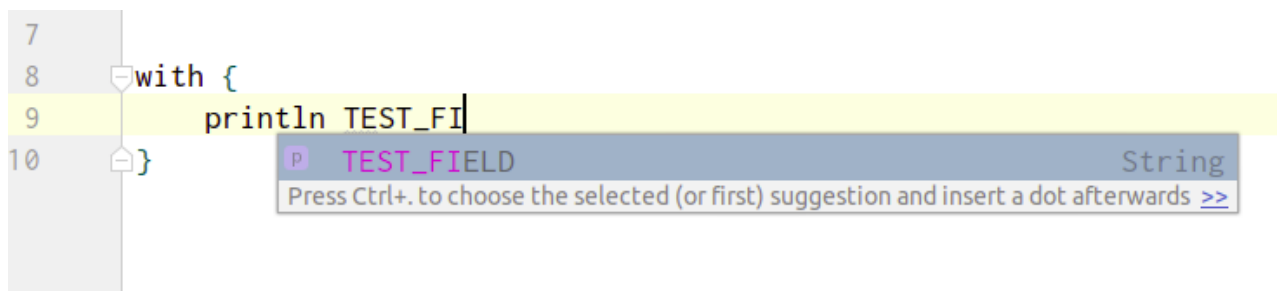 7
8 with {
9 println TEST_FI
10 } P TEST_FIELD String
Press Ctrl+. to choose the selected (or first) suggestion and insert a dot afterwards >>